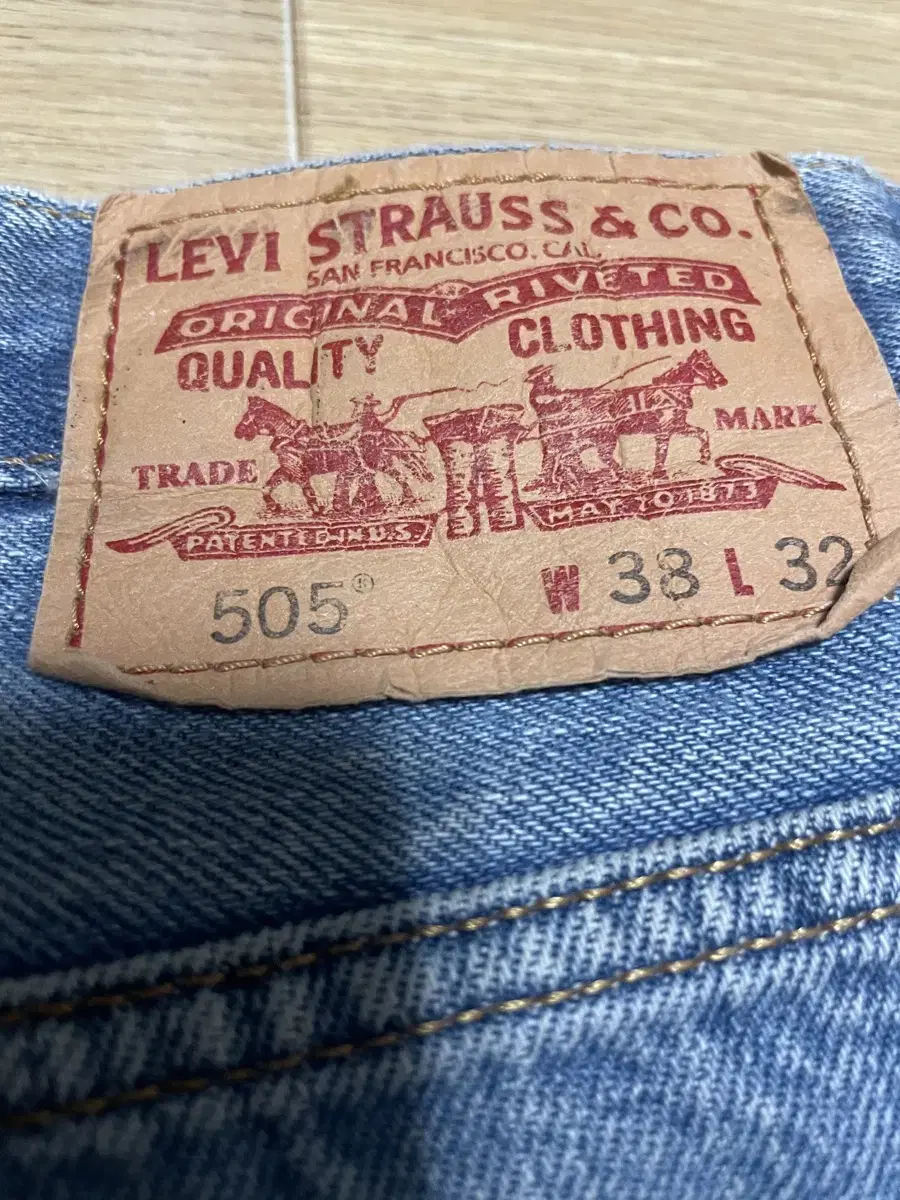 LEVI STRAUSS & CO.
SAN FRANCISCO. CAL.
ORIGINAL RIVETED
QUALITY CLOTHING
TRADE MARK
PATENTED IN U.S. MAY 20 1873
505® W 38 L 32